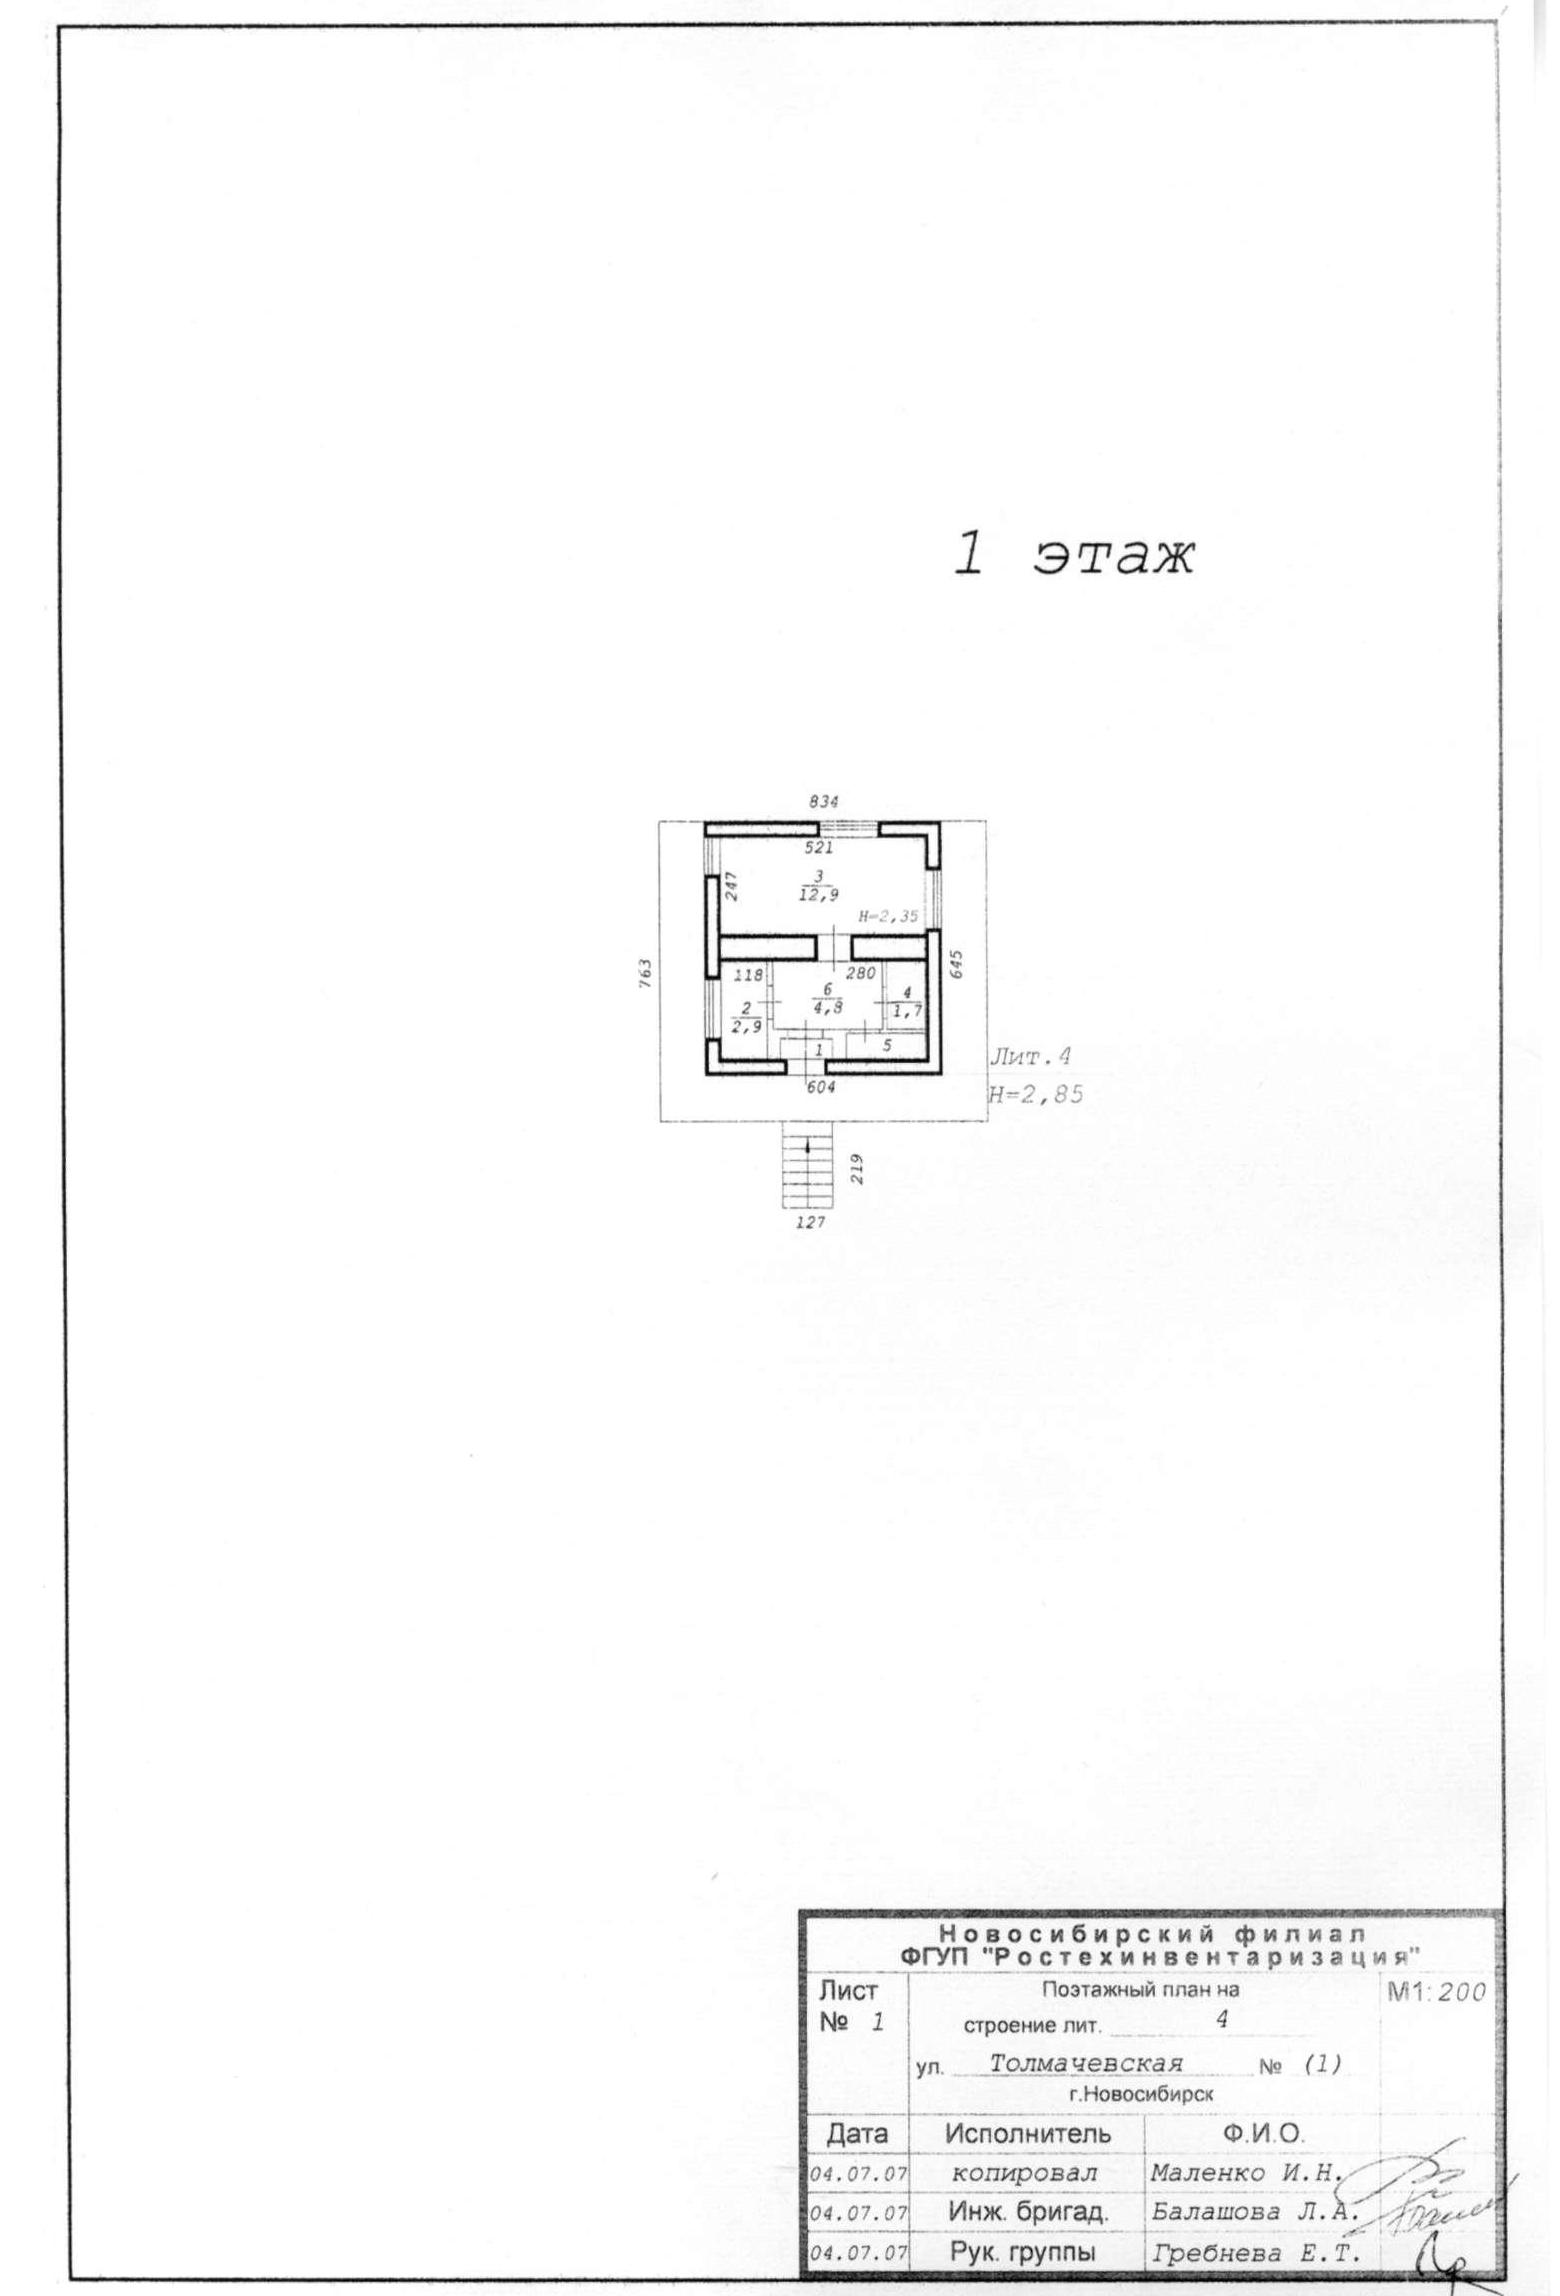 1 этаж
834
521
247
3
12,9
H=2,35
763
645
118
280
6
4,8
4
1,7
2
2,9
1
5
604
Лит.4
H=2,85
219
127
Новосибирский филиал
ФГУП "Ростехинвентаризация"
Лист
№ 1
Поэтажный план на
строение лит. 4
ул. Толмачевская № (1)
г.Новосибирск
М1:200
Дата Исполнитель Ф.И.О.
04.07.07 копировал Маленко И.Н.
04.07.07 Инж. бригад. Балашова Л.А.
04.07.07 Рук. группы Гребнева Е.Т.